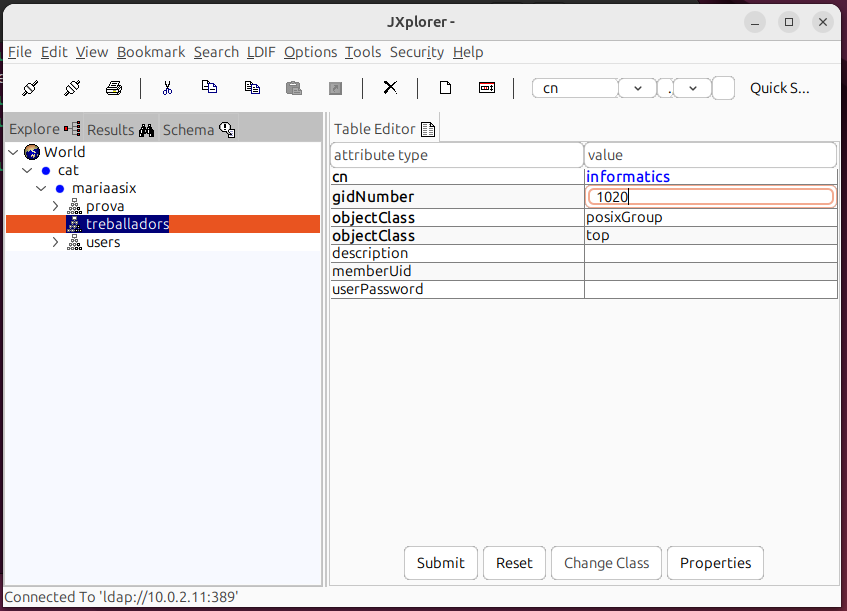 JXplorer -
File Edit View Bookmark Search LDIF Options Tools Security Help
cn . Quick S...
Explore Results Schema
World
cat
mariaasix
prova
treballadors
users
Table Editor
attribute type value
cn informatics
gidNumber 1020
objectClass posixGroup
objectClass top
description
memberUid
userPassword
Submit Reset Change Class Properties
Connected To 'ldap://10.0.2.11:389'